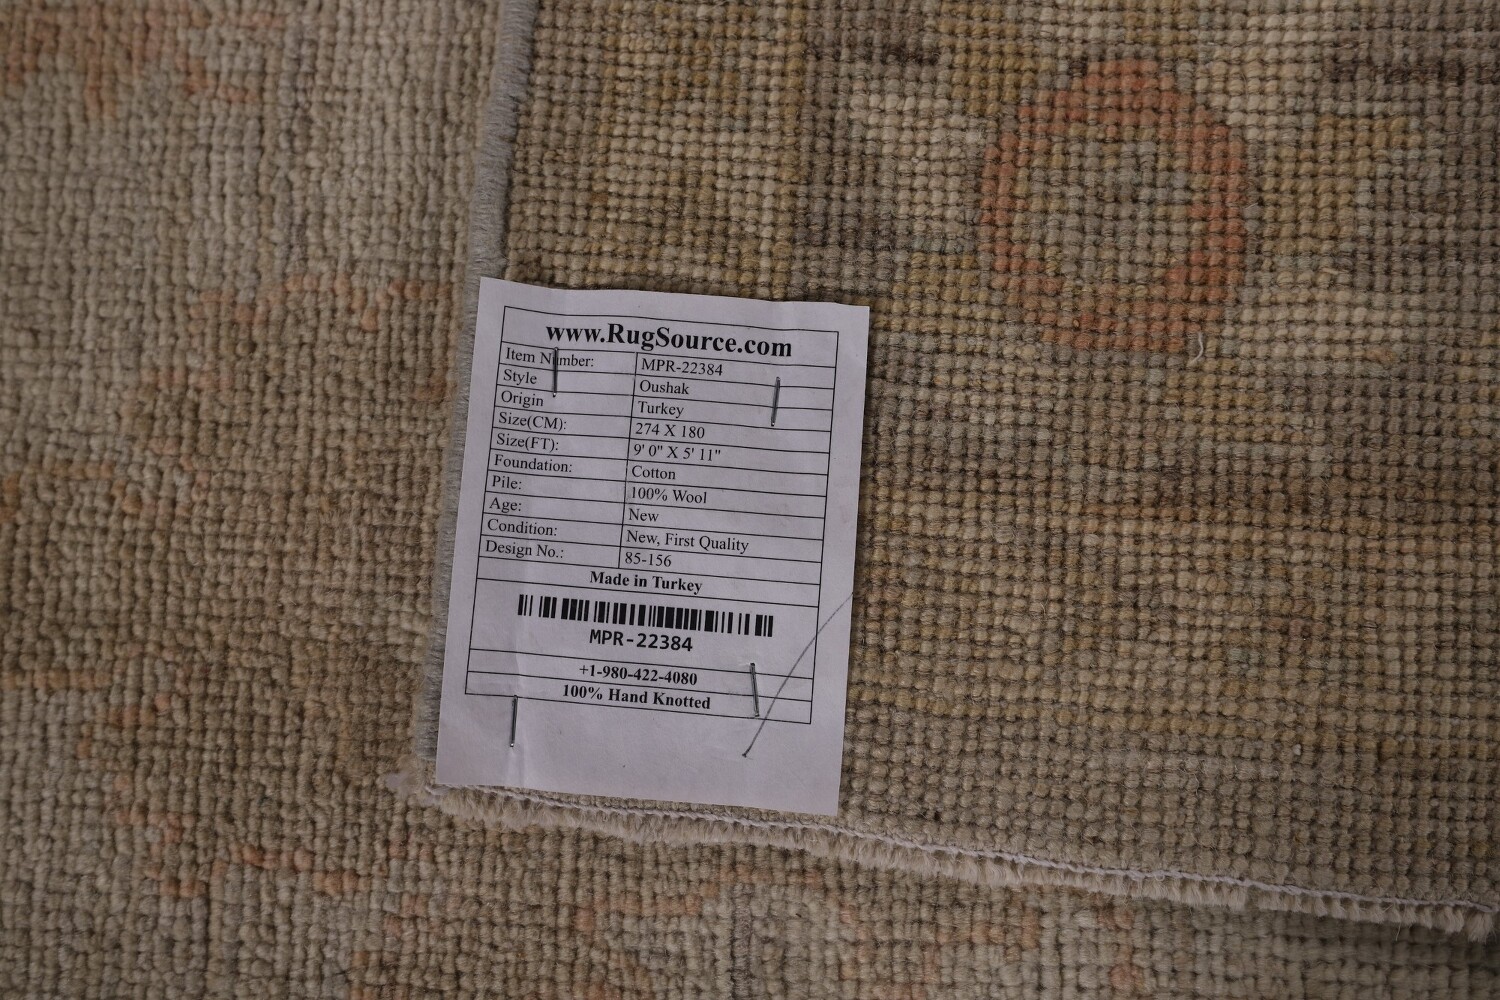 www.RugSource.com
Item Number: MPR-22384
Style Oushak
Origin Turkey
Size(CM): 274 X 180
Size(FT): 9' 0" X 5' 11"
Foundation: Cotton
Pile: 100% Wool
Age: New
Condition: New, First Quality
Design No.: 85-156
Made in Turkey
MPR-22384
+1-980-422-4080
100% Hand Knotted